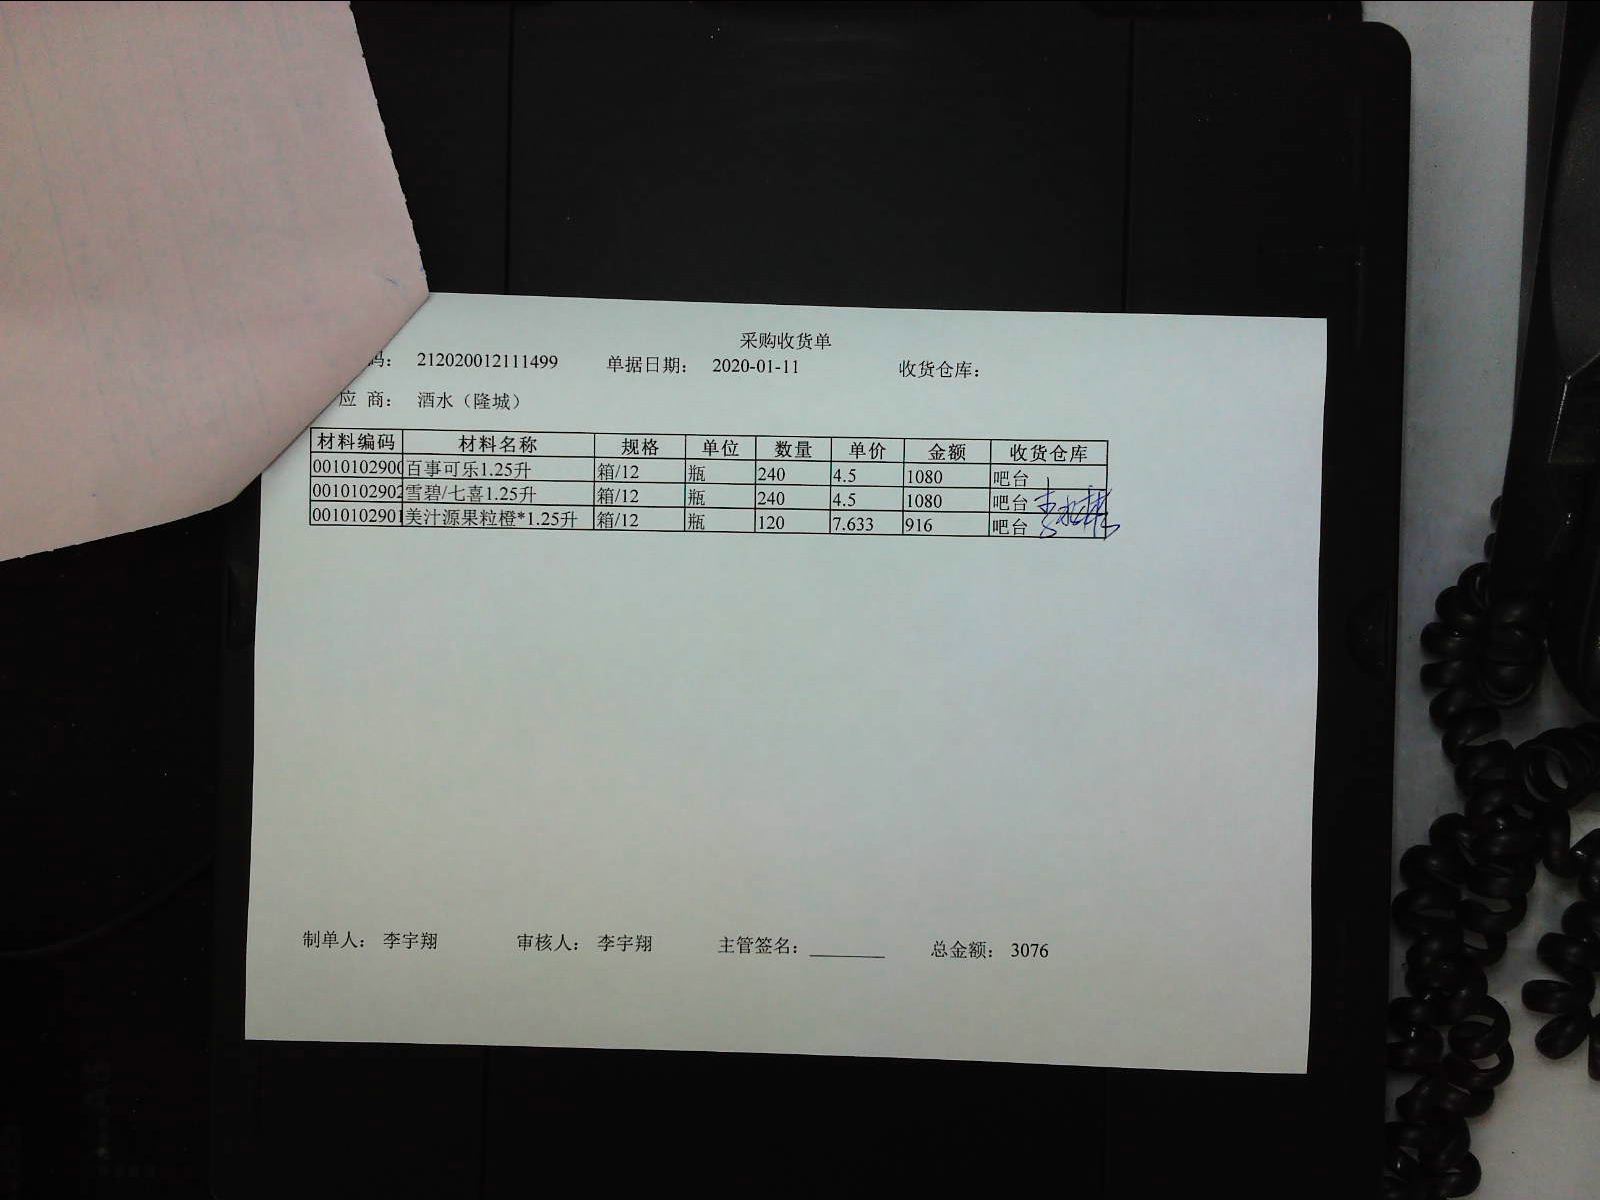 采购收货单
码： 212020012111499 单据日期： 2020-01-11 收货仓库：
应 商： 酒水（隆城）
材料编码 材料名称 规格 单位 数量 单价 金额 收货仓库
0010102900 百事可乐1.25升 箱/12 瓶 240 4.5 1080 吧台
0010102902 雪碧/七喜1.25升 箱/12 瓶 240 4.5 1080 吧台
0010102901 美汁源果粒橙*1.25升 箱/12 瓶 120 7.633 916 吧台
制单人： 李宇翔 审核人： 李宇翔 主管签名： 总金额： 3076